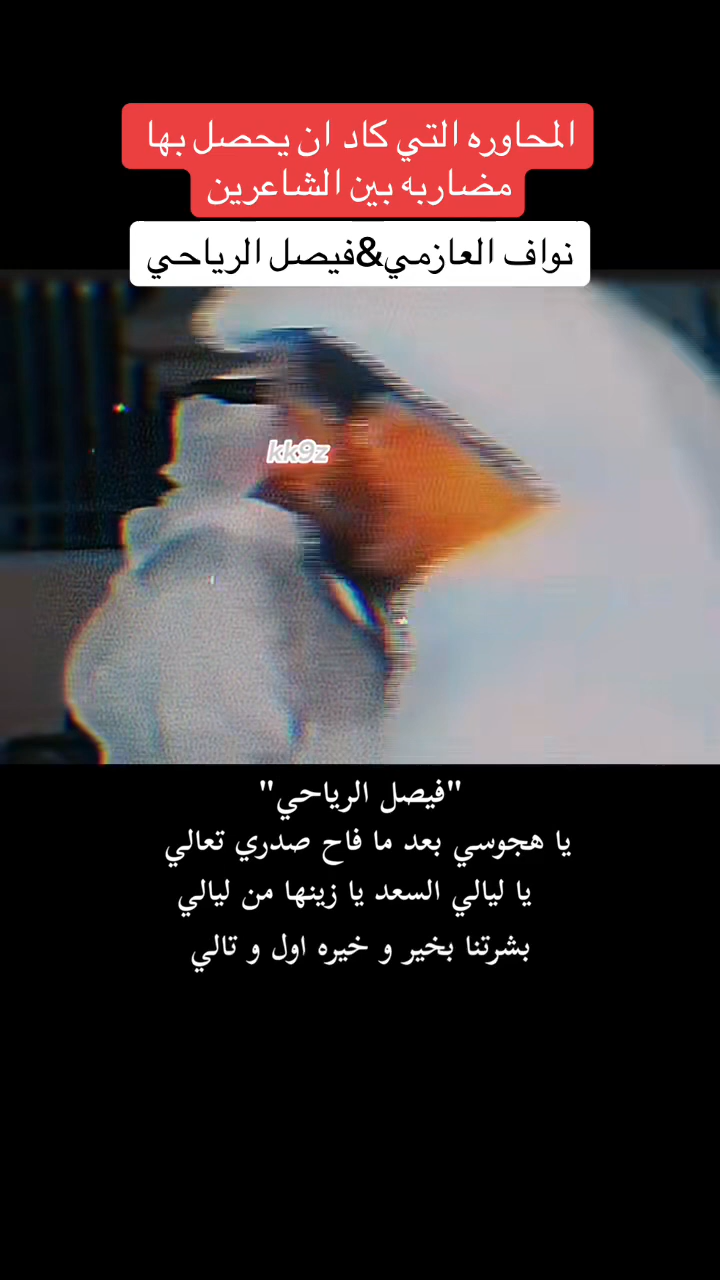 المحاوره التي كاد ان يحصل بها
مضاربه بين الشاعرين
نواف العازمي&فيصل الرياحي
kk9z
"فيصل الرياحي"
يا هجوسي بعد ما فاح صدري تعالي
يا ليالي السعد يا زينها من ليالي
بشرتنا بخير و خيره اول و تالي